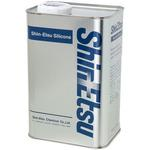 Shin-Etsu Silicone
ShinEtsu
Shin-Etsu Chemical Co.,Ltd.